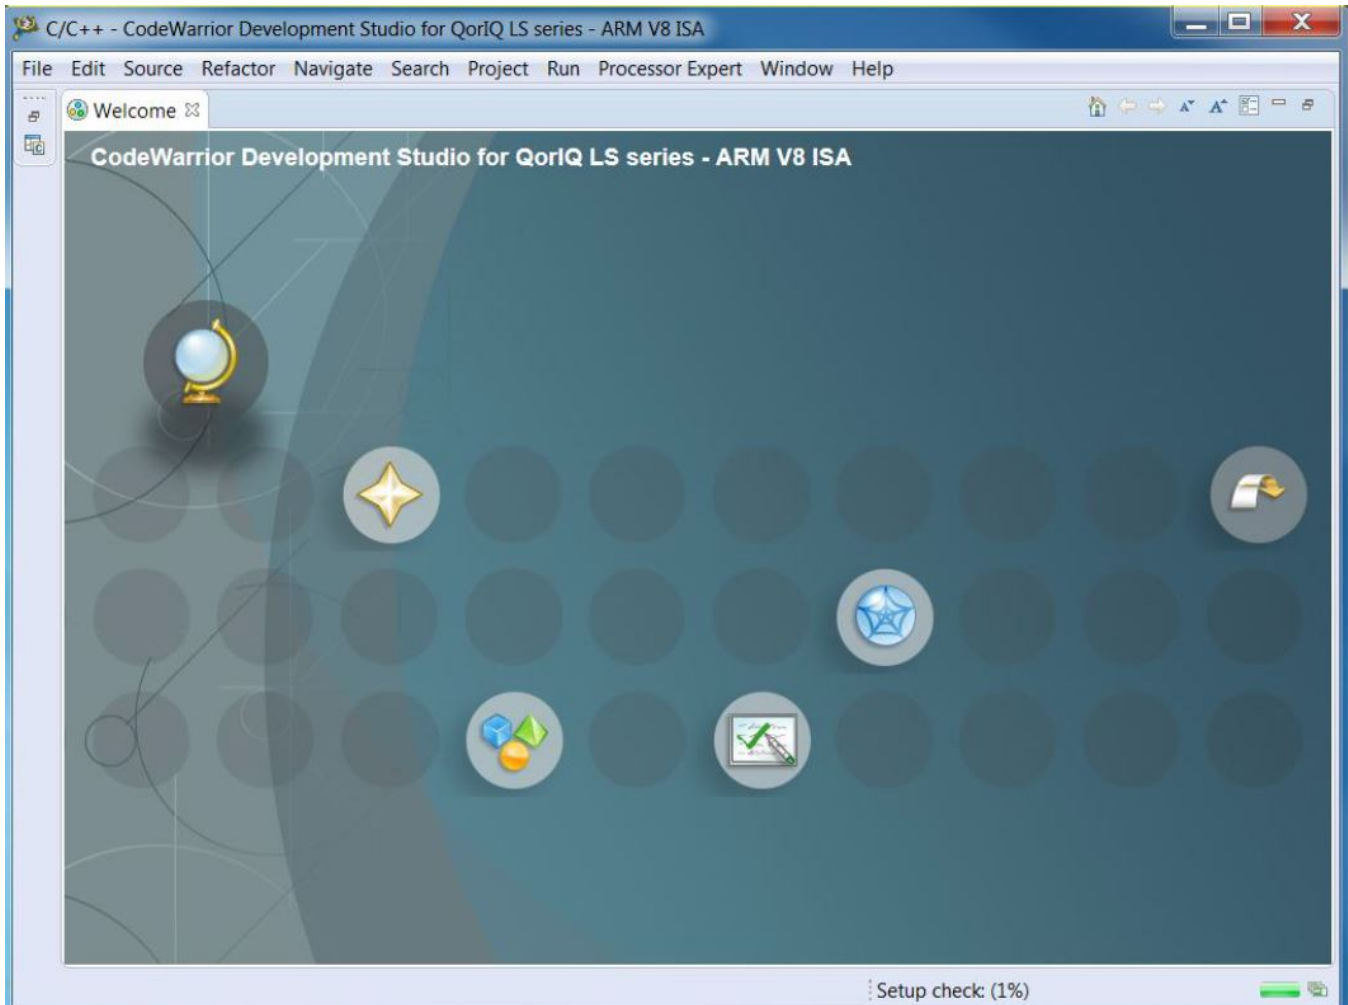 C/C++ - CodeWarrior Development Studio for QorIQ LS series - ARM V8 ISA
File Edit Source Refactor Navigate Search Project Run Processor Expert Window Help
Welcome
CodeWarrior Development Studio for QorIQ LS series - ARM V8 ISA
Setup check: (1%)